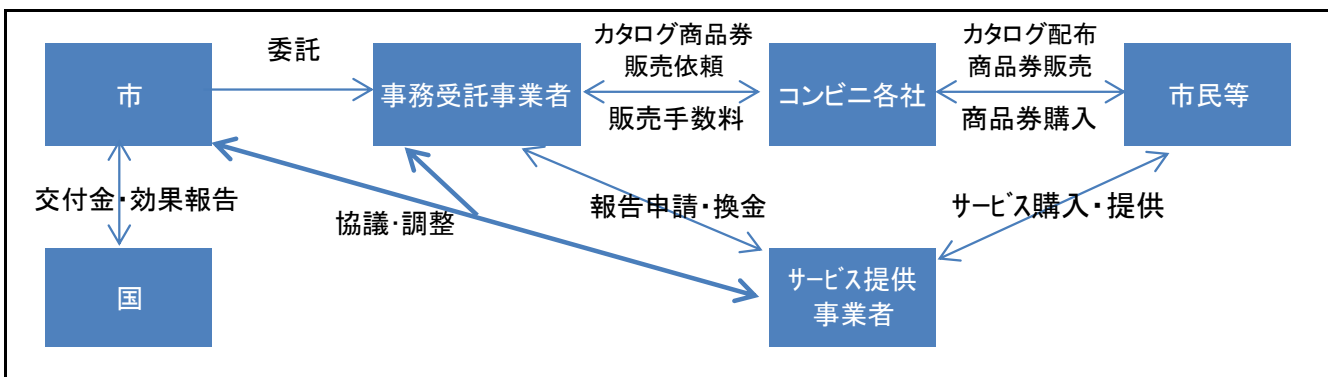 委託
カタログ商品券
販売依頼
カタログ配布
商品券販売
市
事務受託事業者
コンビニ各社
市民等
販売手数料
商品券購入
交付金・効果報告
協議・調整
報告申請・換金
サービス購入・提供
国
サービス提供
事業者